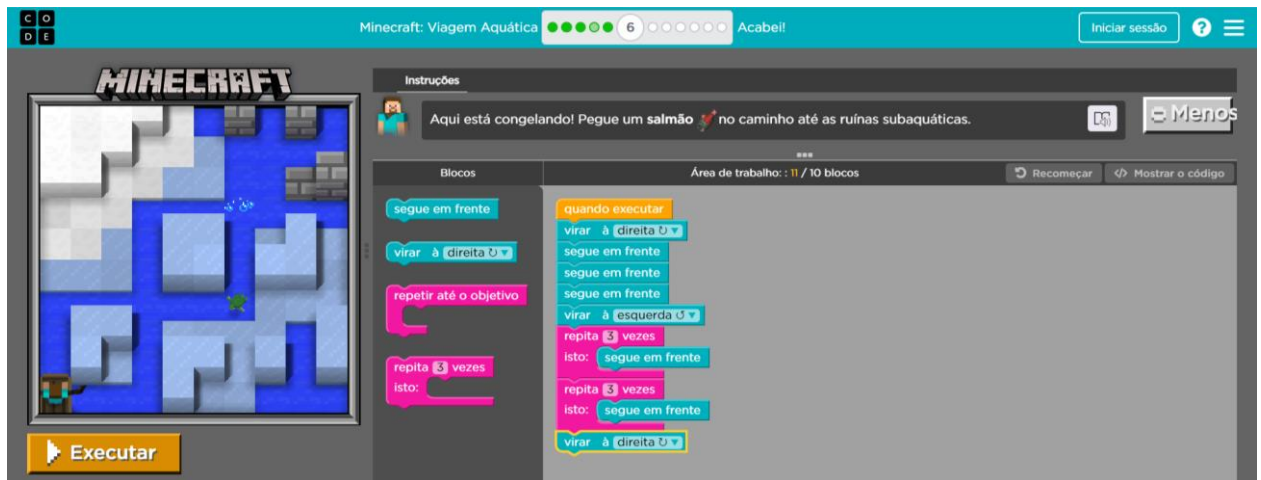 C O
D E
Minecraft: Viagem Aquática
6
Acabei!
Iniciar sessão
?
MINECRAFT
Instruções
Aqui está congelando! Pegue um salmão no caminho até as ruínas subaquáticas.
Menos
Blocos
Área de trabalho: : 11 / 10 blocos
Recomeçar
</> Mostrar o código
segue em frente
virar à direita ↻ ▼
repetir até o objetivo
repita 3 vezes
isto:
quando executar
virar à direita ↻ ▼
segue em frente
segue em frente
segue em frente
virar à esquerda ↺ ▼
repita 3 vezes
isto: segue em frente
repita 3 vezes
isto: segue em frente
virar à direita ↻ ▼
Executar